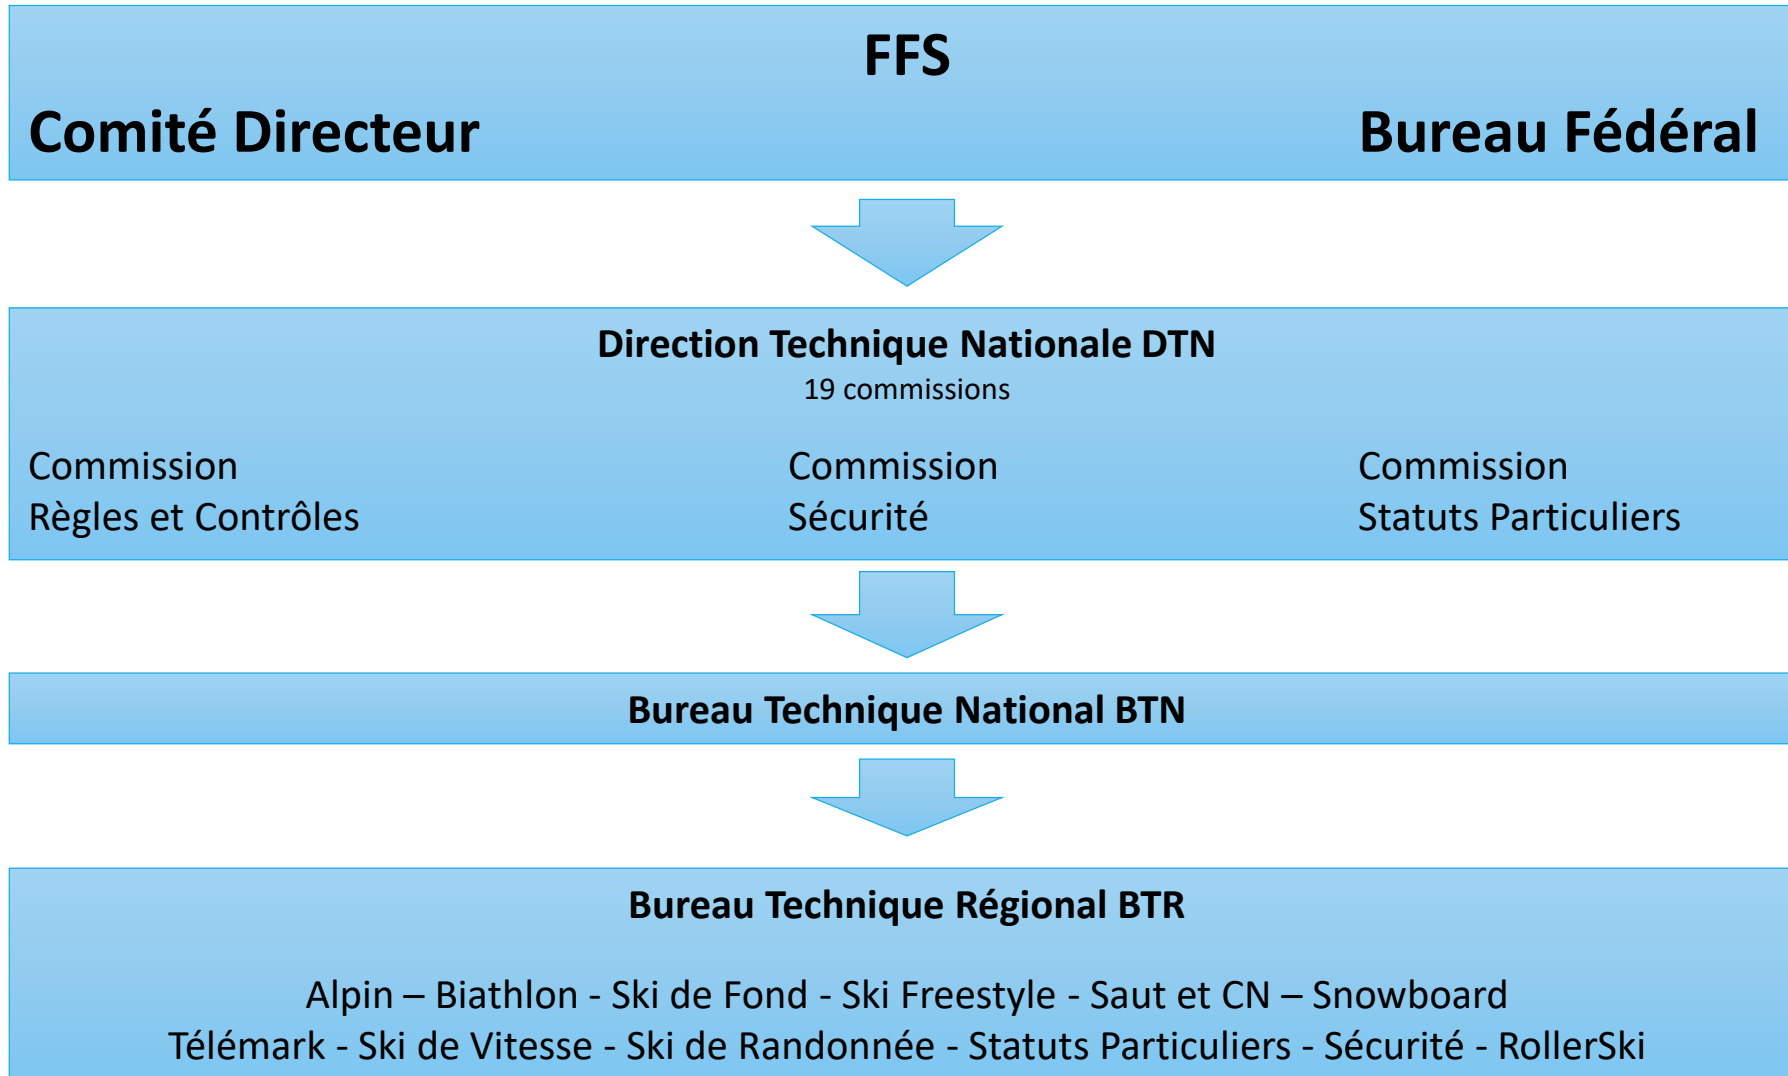 FFS
Comité Directeur Bureau Fédéral
Direction Technique Nationale DTN
19 commissions
Commission Commission Commission
Règles et Contrôles Sécurité Statuts Particuliers
Bureau Technique National BTN
Bureau Technique Régional BTR
Alpin – Biathlon - Ski de Fond - Ski Freestyle - Saut et CN – Snowboard
Télémark - Ski de Vitesse - Ski de Randonnée - Statuts Particuliers - Sécurité - RollerSki